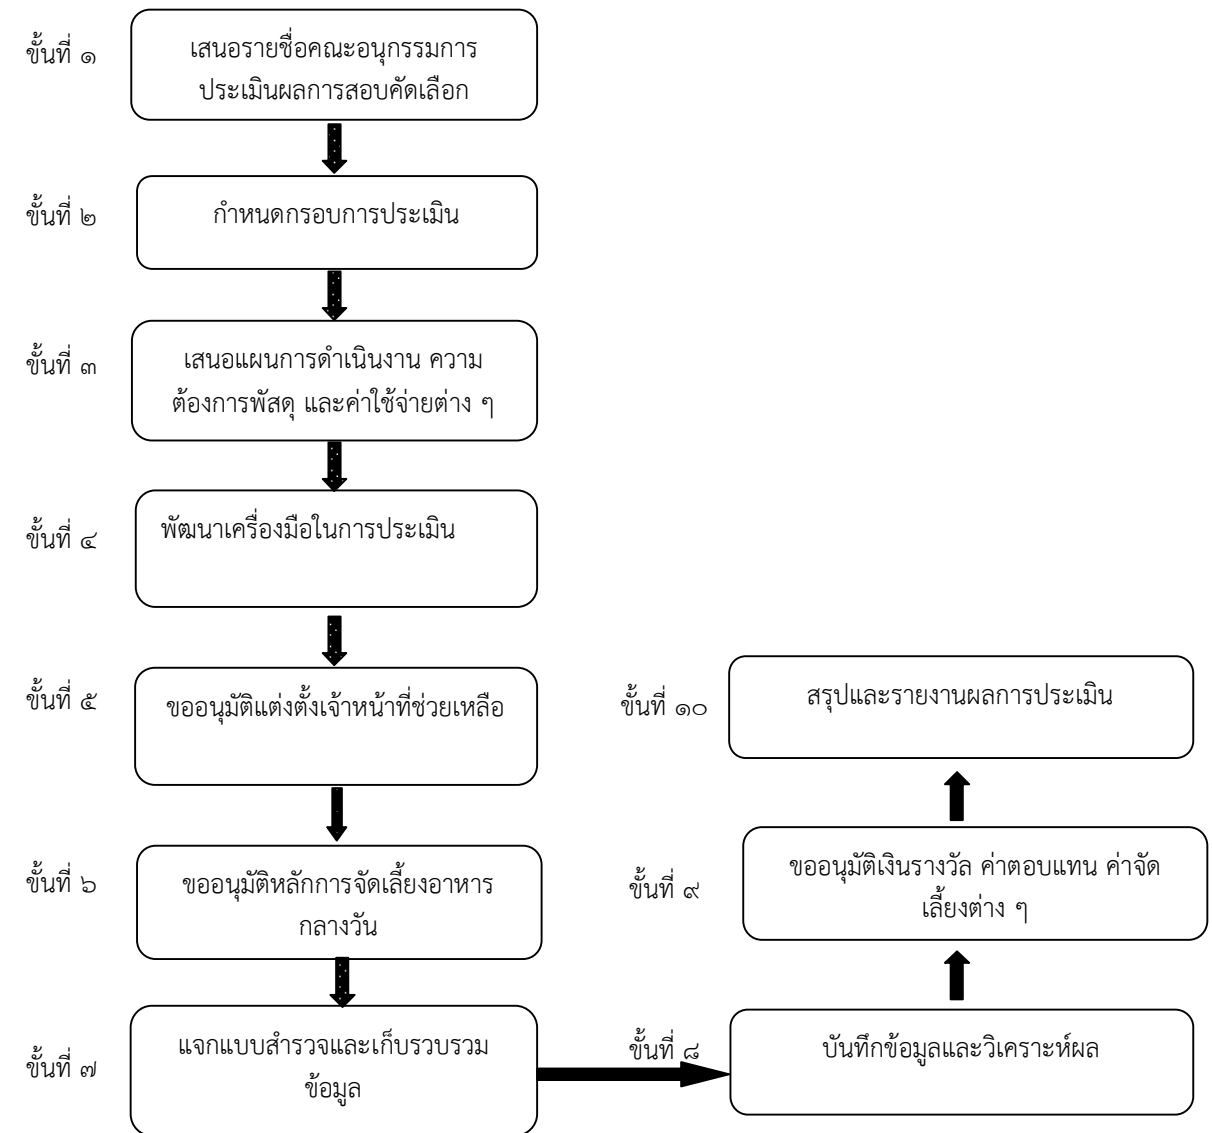 ขั้นที่ ๑
เสนอรายชื่อคณะอนุกรรมการ
ประเมินผลการสอบคัดเลือก
ขั้นที่ ๒
กำหนดกรอบการประเมิน
ขั้นที่ ๓
เสนอแผนการดำเนินงาน ความ
ต้องการพัสดุ และค่าใช้จ่ายต่าง ๆ
ขั้นที่ ๔
พัฒนาเครื่องมือในการประเมิน
ขั้นที่ ๕
ขออนุมัติแต่งตั้งเจ้าหน้าที่ช่วยเหลือ
ขั้นที่ ๖
ขออนุมัติหลักการจัดเลี้ยงอาหาร
กลางวัน
ขั้นที่ ๗
แจกแบบสำรวจและเก็บรวบรวม
ข้อมูล
ขั้นที่ ๘
บันทึกข้อมูลและวิเคราะห์ผล
ขั้นที่ ๙
ขออนุมัติเงินรางวัล ค่าตอบแทน ค่าจัด
เลี้ยงต่าง ๆ
ขั้นที่ ๑๐
สรุปและรายงานผลการประเมิน